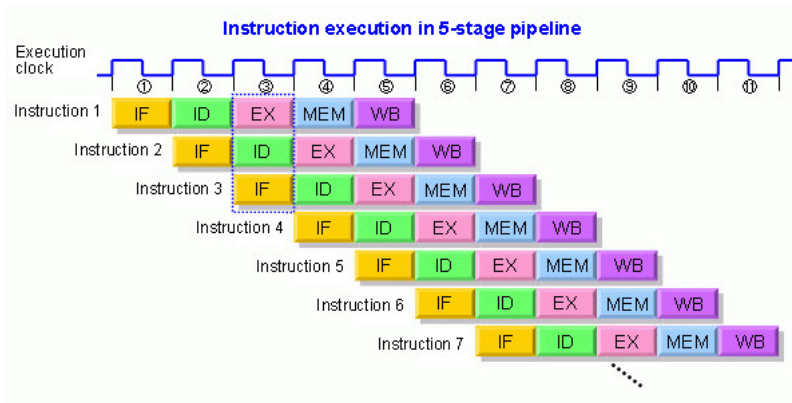 Instruction execution in 5-stage pipeline
Execution
clock
① ② ③ ④ ⑤ ⑥ ⑦ ⑧ ⑨ ⑩ ⑪
Instruction 1 IF ID EX MEM WB
Instruction 2 IF ID EX MEM WB
Instruction 3 IF ID EX MEM WB
Instruction 4 IF ID EX MEM WB
Instruction 5 IF ID EX MEM WB
Instruction 6 IF ID EX MEM WB
Instruction 7 IF ID EX MEM WB